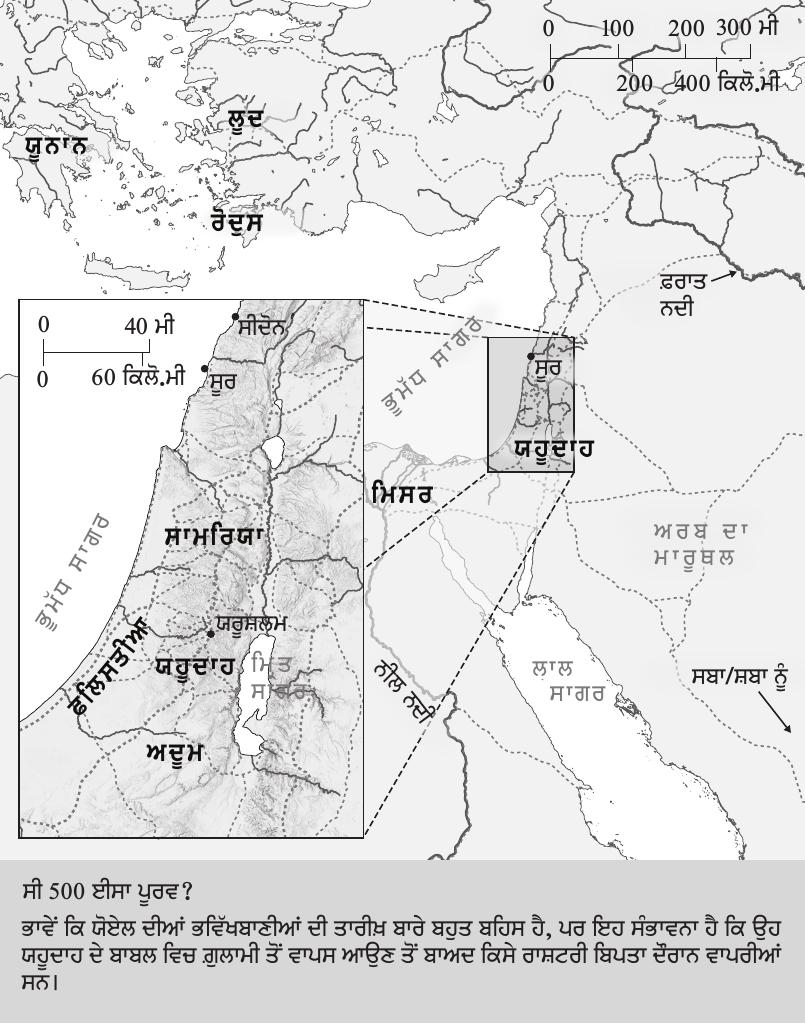 0 100 200 300 ਮੀ
0 200 400 ਕਿਲੋ.ਮੀ
ਲੂਦ
ਯੂਨਾਨ
ਰੋਦੁਸ
ਫ਼ਰਾਤ
ਨਦੀ
ਭੂਮੱਧ ਸਾਗਰ
ਸੂਰ
ਯਹੂਦਾਹ
ਮਿਸਰ
ਅਰਬ ਦਾ
ਮਾਰੂਥਲ
ਲਾਲ
ਸਾਗਰ
ਨੀਲ ਨਦੀ
ਸਬਾ/ਸ਼ਬਾ ਨੂੰ
0 40 ਮੀ
0 60 ਕਿਲੋ.ਮੀ
ਸੀਦੋਨ
ਸੂਰ
ਭੂਮੱਧ ਸਾਗਰ
ਸਾਮਰਿਯਾ
ਯਰੂਸ਼ਲਮ
ਫਲਿਸਤੀਆ
ਯਹੂਦਾਹ
ਮਿਤ
ਸਾਗਰ
ਅਦੂਮ
ਸੀ 500 ਈਸਾ ਪੂਰਵ?
ਭਾਵੇਂ ਕਿ ਯੋਏਲ ਦੀਆਂ ਭਵਿੱਖਬਾਣੀਆਂ ਦੀ ਤਾਰੀਖ਼ ਬਾਰੇ ਬਹੁਤ ਬਹਿਸ ਹੈ, ਪਰ ਇਹ ਸੰਭਾਵਨਾ ਹੈ ਕਿ ਉਹ
ਯਹੂਦਾਹ ਦੇ ਬਾਬਲ ਵਿਚ ਗ਼ੁਲਾਮੀ ਤੋਂ ਵਾਪਸ ਆਉਣ ਤੋਂ ਬਾਅਦ ਕਿਸੇ ਰਾਸ਼ਟਰੀ ਬਿਪਤਾ ਦੌਰਾਨ ਵਾਪਰੀਆਂ
ਸਨ।